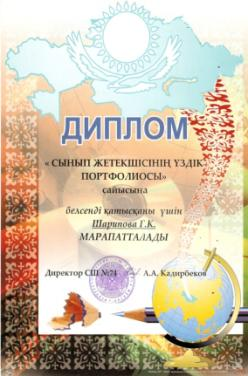 ДИПЛОМ
« СЫНЫП ЖЕТЕКШІСІНІҢ ҮЗДІК
ПОРТФОЛИОСЫ»
сайысына
белсенді қатысқаны үшін
Шарипова Г.К.
МАРАПАТТАЛАДЫ
Директор СШ №24 А.А. Кадирбеков